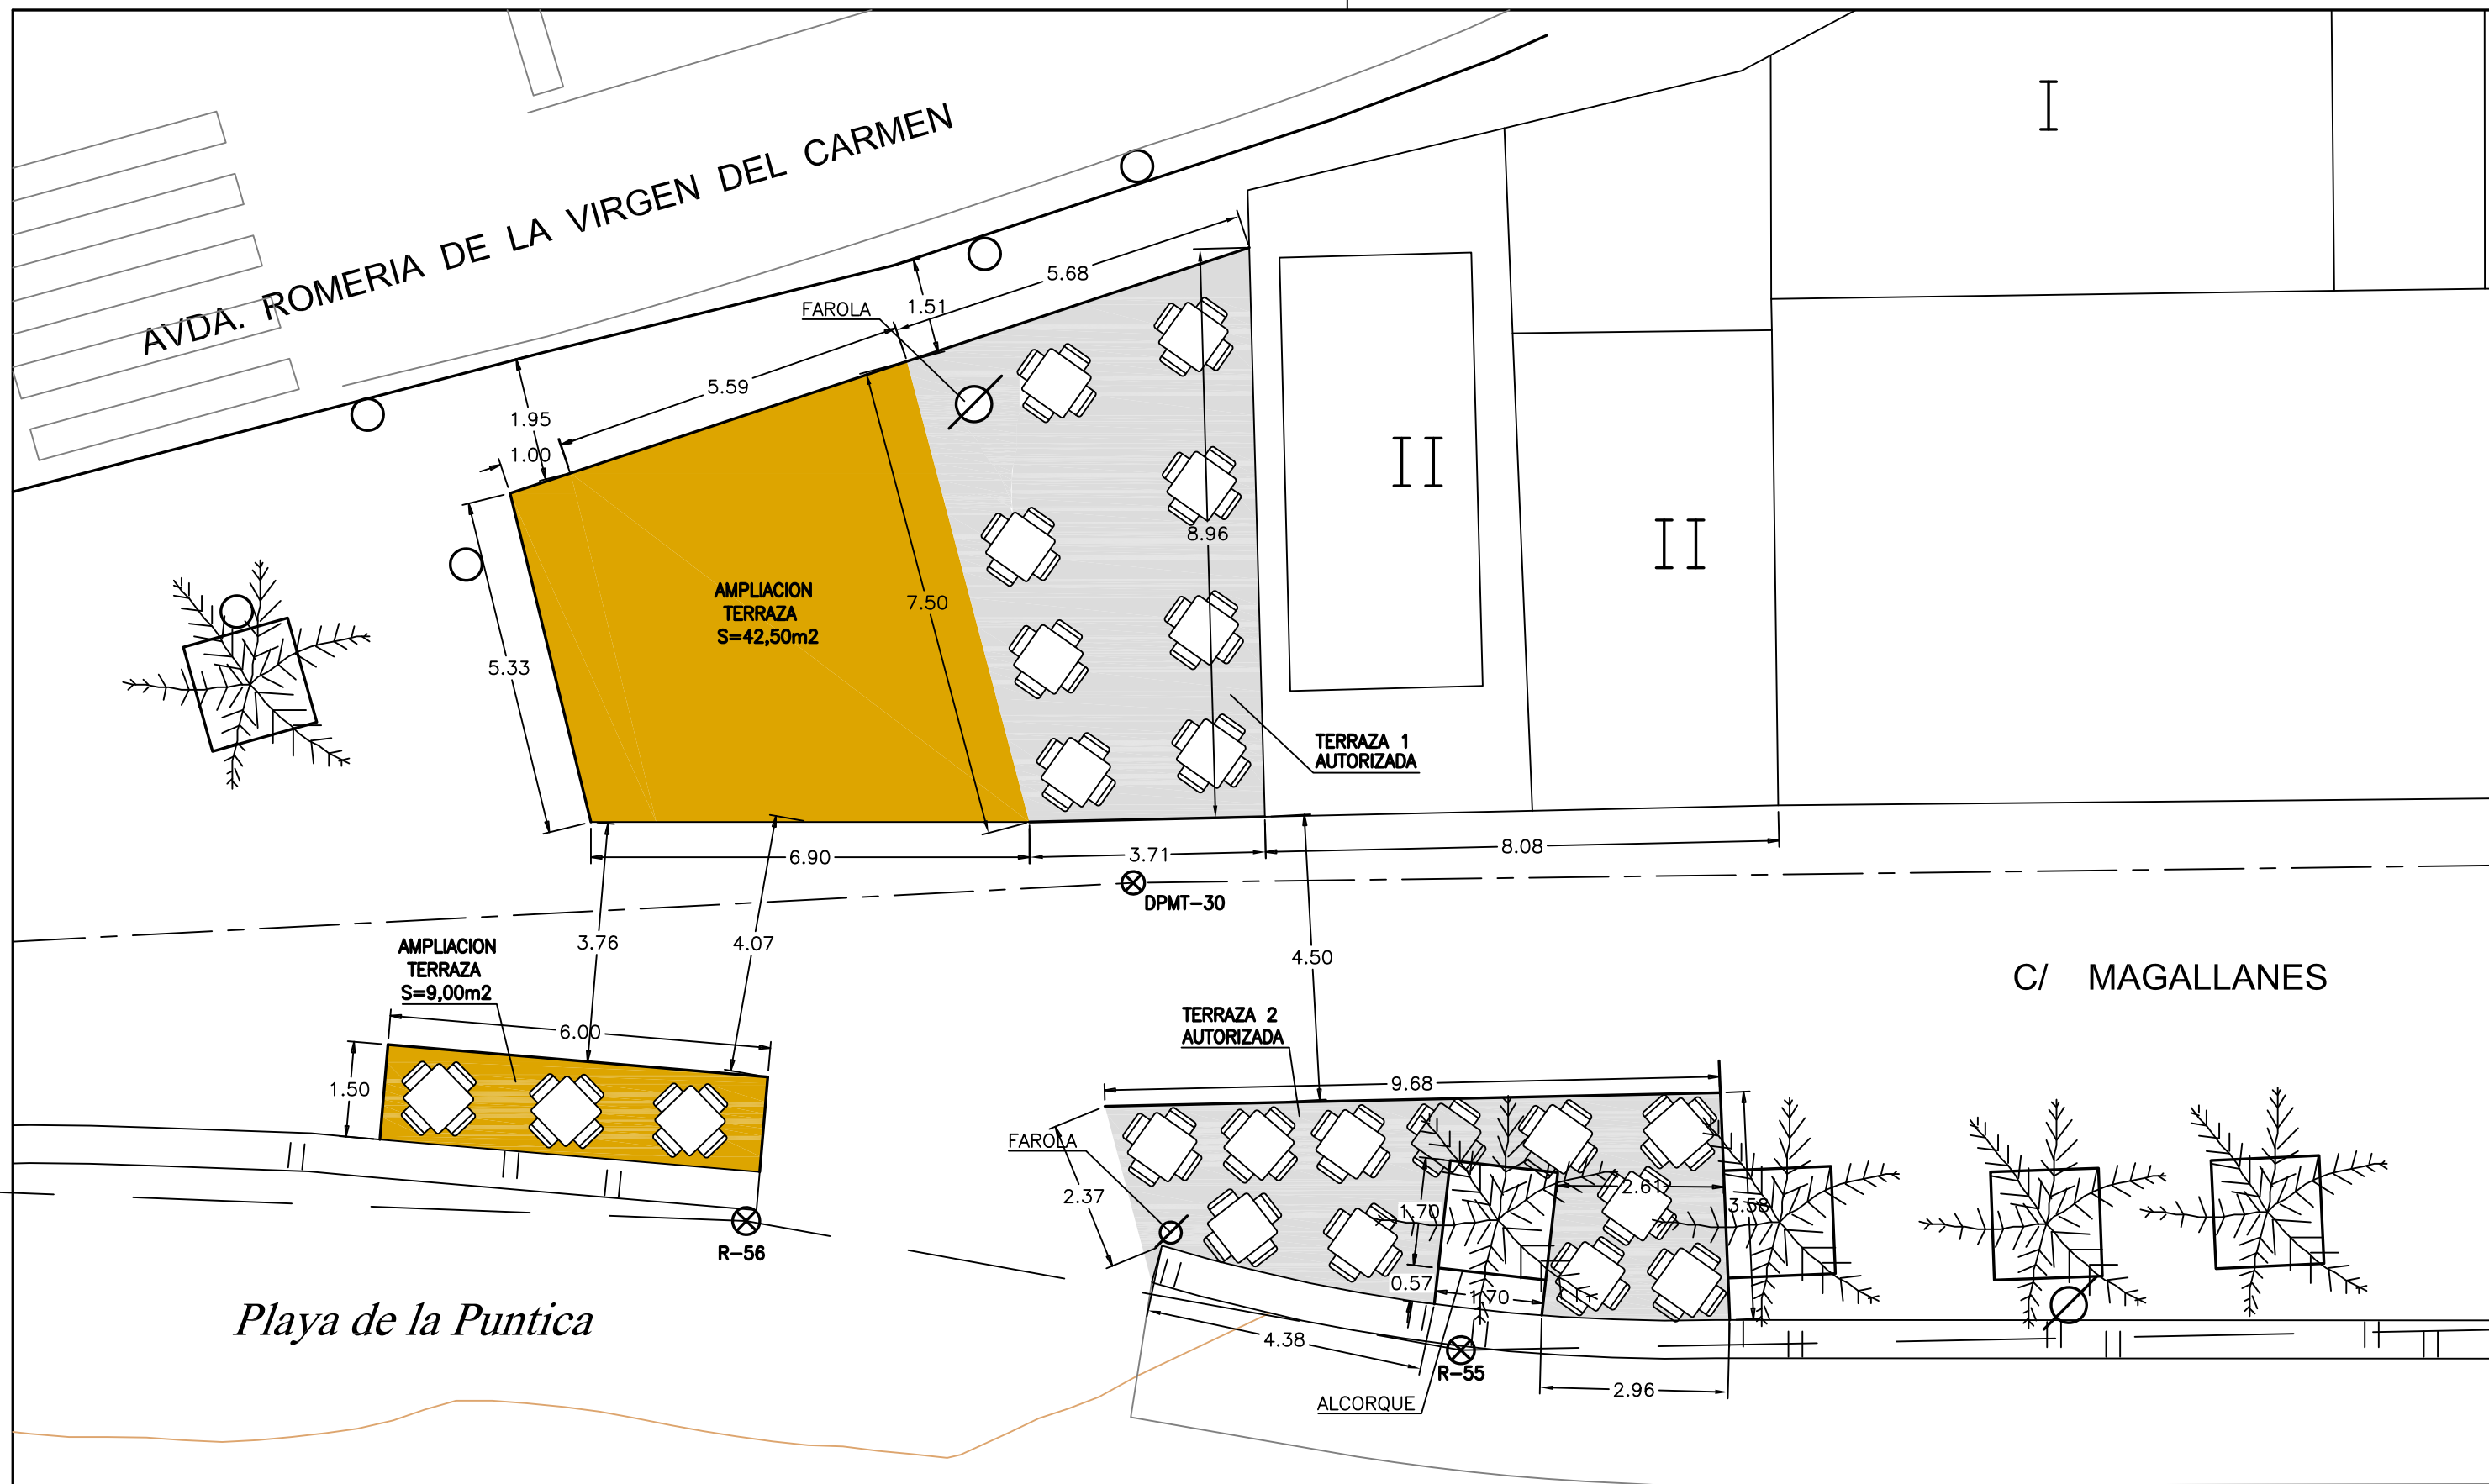 I
AVDA. ROMERIA DE LA VIRGEN DEL CARMEN
5.68
FAROLA
1.51
5.59
1.95
1.00
II
II
8.96
AMPLIACION
TERRAZA
S=42,50m2
7.50
5.33
TERRAZA 1
AUTORIZADA
6.90
3.71
8.08
DPMT-30
3.76
4.07
4.50
AMPLIACION
TERRAZA
S=9,00m2
C/ MAGALLANES
6.00
1.50
TERRAZA 2
AUTORIZADA
9.68
FAROLA
2.37
1.70
2.61
3.58
R-56
0.57
1.70
Playa de la Puntica
4.38
R-55
2.96
ALCORQUE